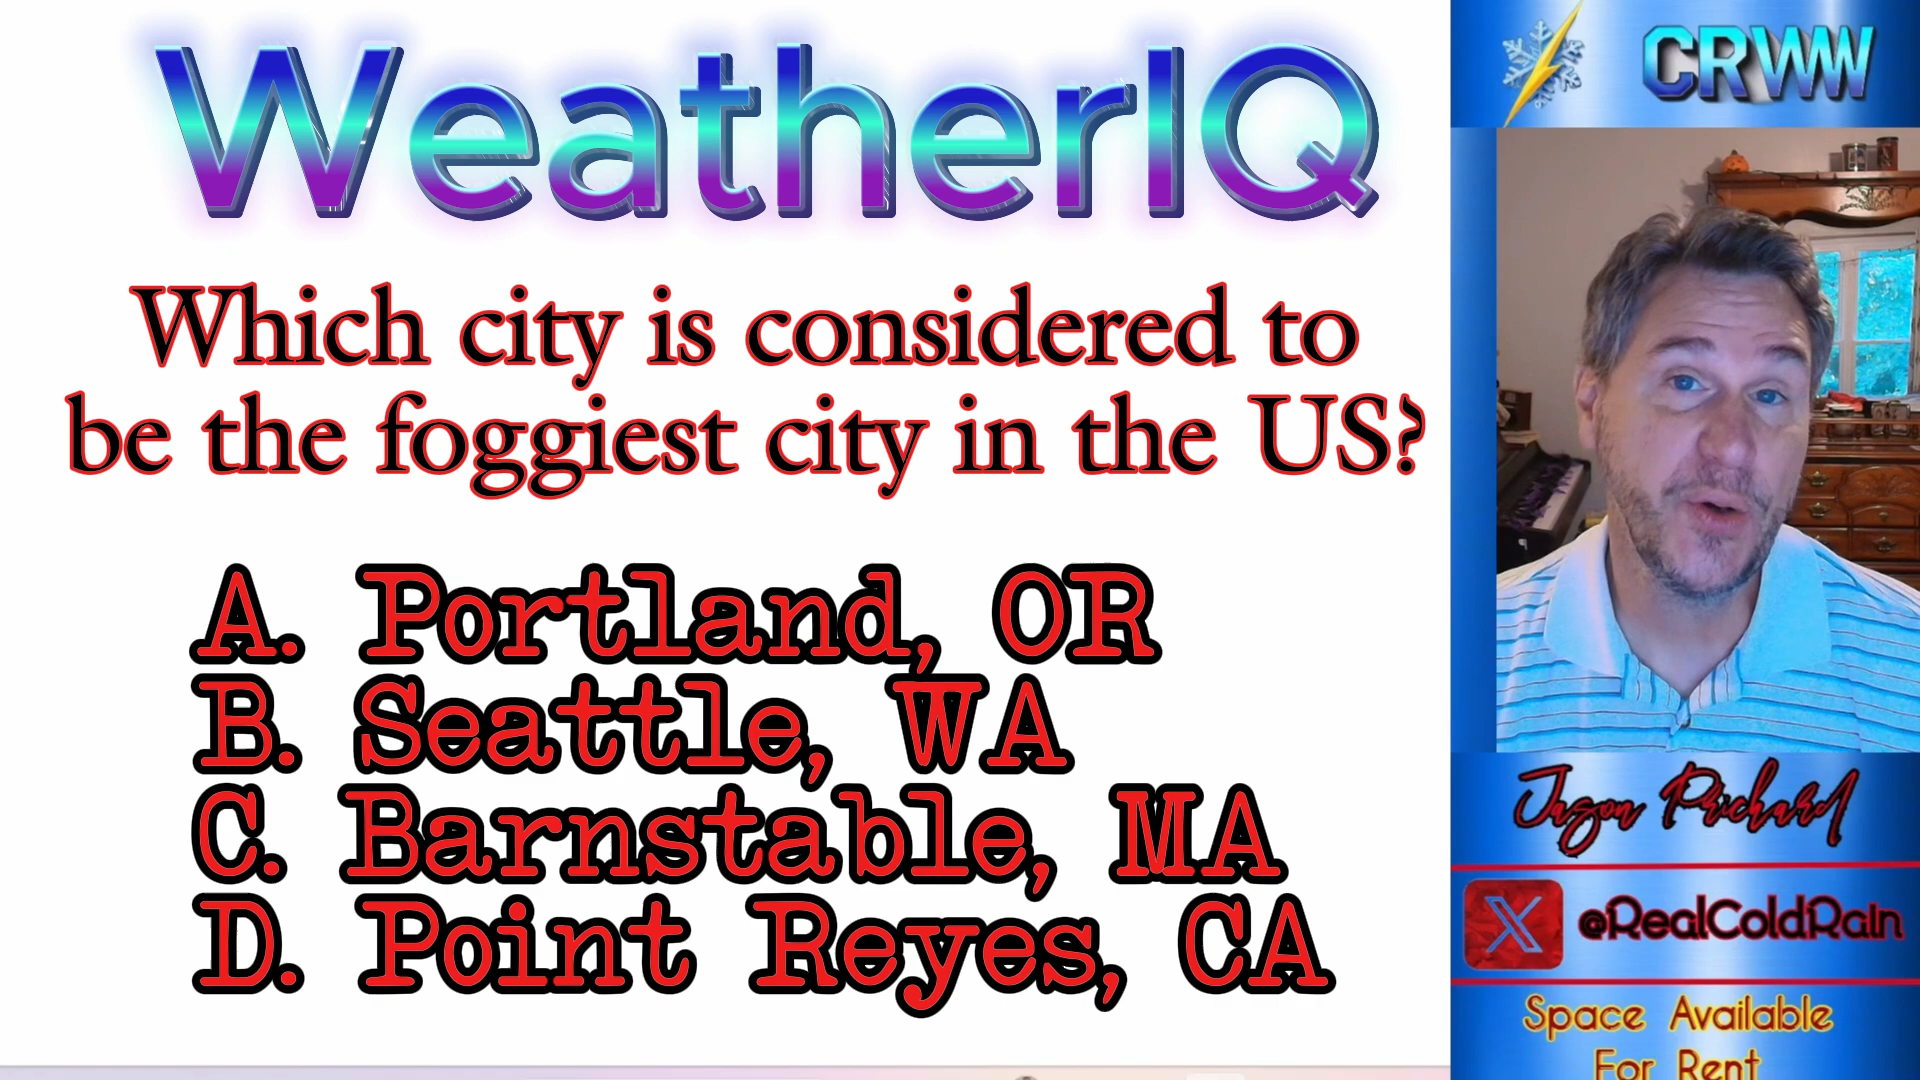 WeatherIQ
Which city is considered to
be the foggiest city in the US?
A. Portland, OR
B. Seattle, WA
C. Barnstable, MA
D. Point Reyes, CA
CRWW
Jason Prichard
X @RealColdRain
Space Available
For Rent